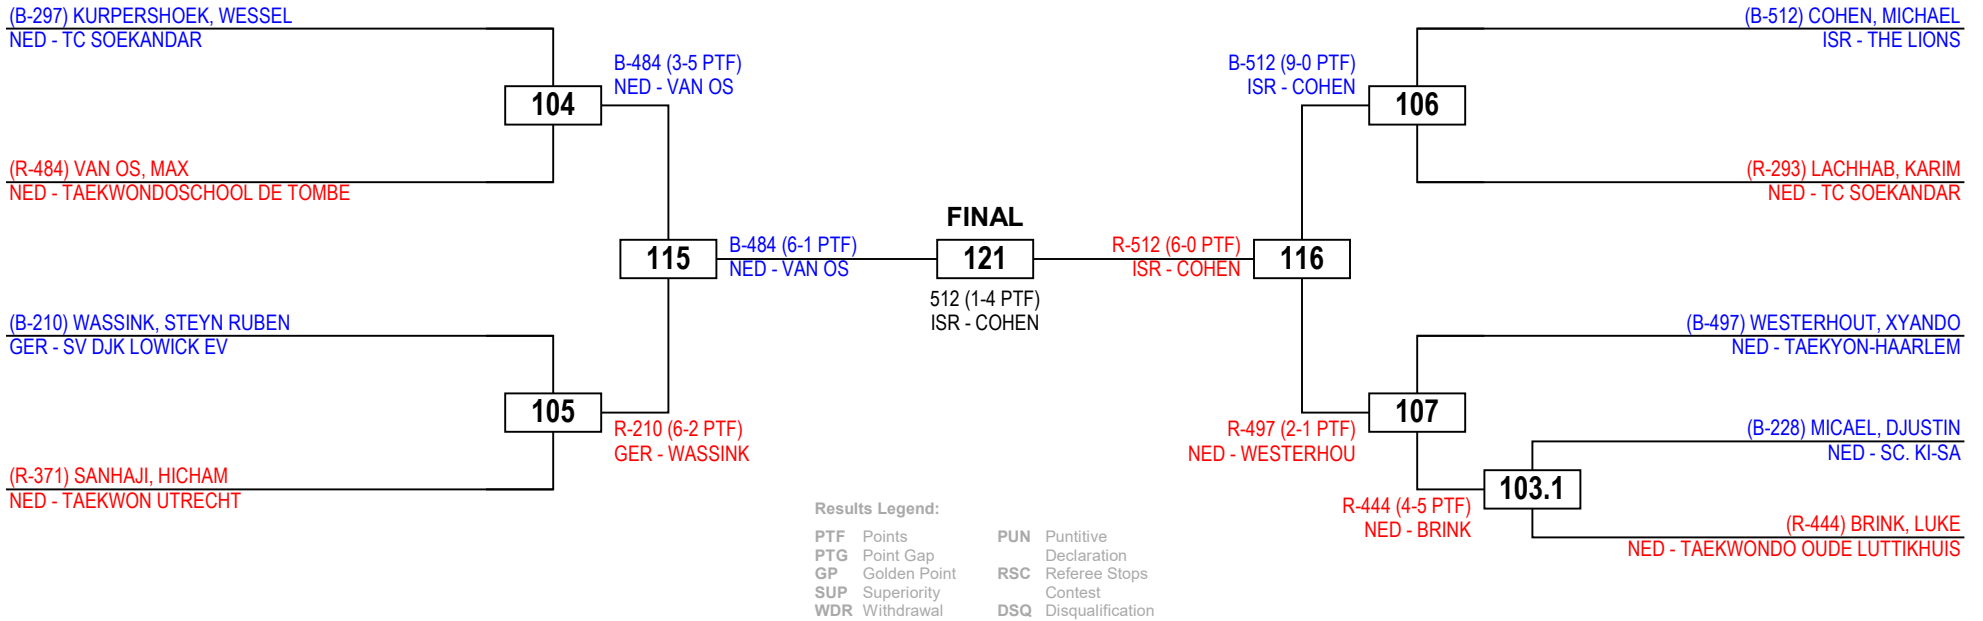 (B-297) KURPERSHOEK, WESSEL
NED - TC SOEKANDAR
B-484 (3-5 PTF)
NED - VAN OS
104
(R-484) VAN OS, MAX
NED - TAEKWONDOSCHOOL DE TOMBE
115
B-484 (6-1 PTF)
NED - VAN OS
(B-210) WASSINK, STEYN RUBEN
GER - SV DJK LOWICK EV
105
R-210 (6-2 PTF)
GER - WASSINK
(R-371) SANHAJI, HICHAM
NED - TAEKWON UTRECHT
FINAL
121
512 (1-4 PTF)
ISR - COHEN
(B-512) COHEN, MICHAEL
ISR - THE LIONS
B-512 (9-0 PTF)
ISR - COHEN
106
(R-293) LACHHAB, KARIM
NED - TC SOEKANDAR
R-512 (6-0 PTF)
ISR - COHEN
116
(B-497) WESTERHOUT, XYANDO
NED - TAEKYON-HAARLEM
107
R-497 (2-1 PTF)
NED - WESTERHOU
(B-228) MICAEL, DJUSTIN
NED - SC. KI-SA
103.1
R-444 (4-5 PTF)
NED - BRINK
(R-444) BRINK, LUKE
NED - TAEKWONDO OUDE LUTTIKHUIS
Results Legend:
PTF Points
PTG Point Gap
GP Golden Point
SUP Superiority
WDR Withdrawal
PUN Puntitive
Declaration
RSC Referee Stops
Contest
DSQ Disqualification